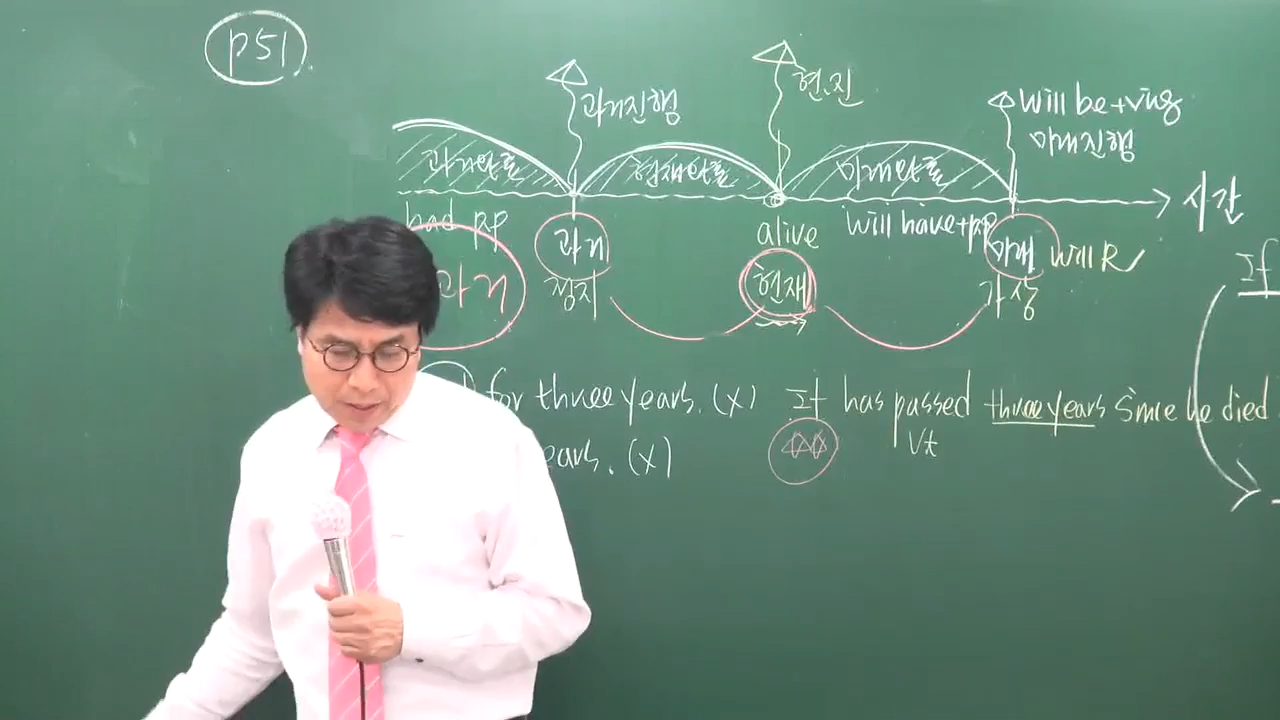 p51
과거진행
현.진
will be+ving
미래진행
과거완료
현재완료
미래완료
시간
had pp
과거
alive
will have+pp
미래
will R
과거
정지
현재
가상
If
for three years. (X)
It has passed three years since he died
ears. (X)
Vt